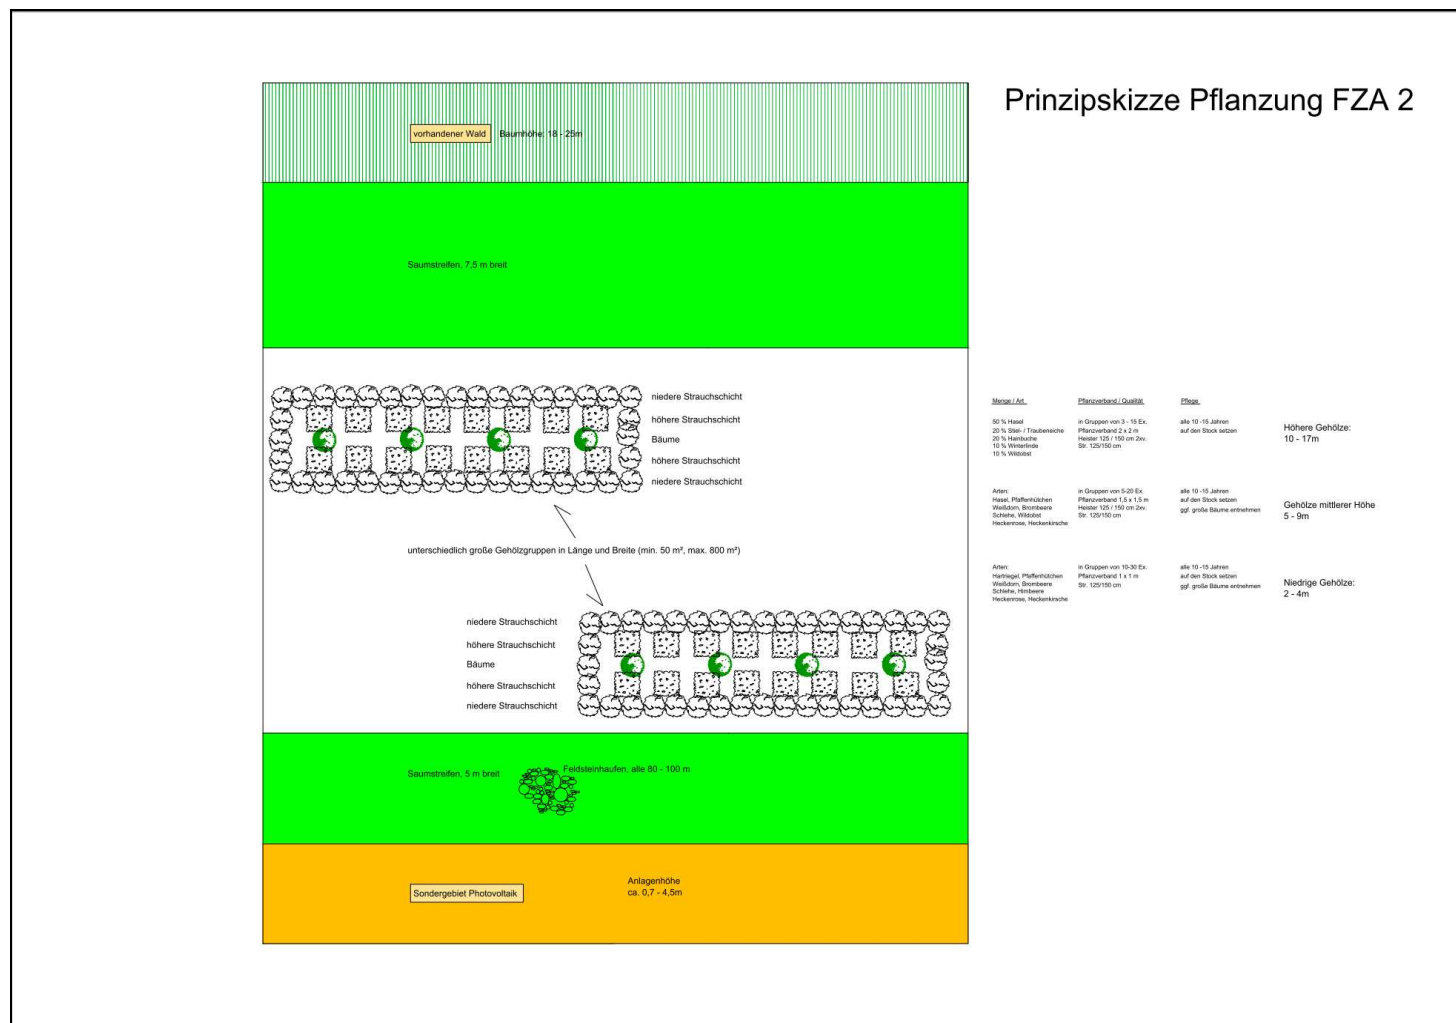 Prinzipskizze Pflanzung FZA 2
vorhandener Wald
Baumhöhe: 18 - 25m
Saumstreifen, 7,5 m breit
niedere Strauchschicht
höhere Strauchschicht
Bäume
höhere Strauchschicht
niedere Strauchschicht
unterschiedlich große Gehölzgruppen in Länge und Breite (min. 50 m², max. 800 m²)
niedere Strauchschicht
höhere Strauchschicht
Bäume
höhere Strauchschicht
niedere Strauchschicht
Saumstreifen, 5 m breit
Feldsteinhaufen, alle 80 - 100 m
Sondergebiet Photovoltaik
Anlagenhöhe
ca. 0,7 - 4,5m
Menge / Art
Pflanzverband / Qualität
Pflege
50 % Hasel
20 % Stiel- / Traubeneiche
20 % Hainbuche
10 % Winterlinde
10 % Wildobst
in Gruppen von 3 - 15 Ex.
Pflanzverband 2 x 2 m
Heister 125 / 150 cm 2xv.
Str. 125/150 cm
alle 10 -15 Jahren
auf den Stock setzen
Höhere Gehölze:
10 - 17m
Arten:
Hasel, Pfaffenhütchen
Weißdorn, Brombeere
Schlehe, Wildobst
Heckenrose, Heckenkirsche
in Gruppen von 5-20 Ex.
Pflanzverband 1,5 x 1,5 m
Heister 125 / 150 cm 2xv.
Str. 125/150 cm
alle 10 -15 Jahren
auf den Stock setzen
ggf. große Bäume entnehmen
Gehölze mittlerer Höhe
5 - 9m
Arten:
Hartriegel, Pfaffenhütchen
Weißdorn, Brombeere
Schlehe, Himbeere
Heckenrose, Heckenkirsche
in Gruppen von 10-30 Ex.
Pflanzverband 1 x 1 m
Str. 125/150 cm
alle 10 -15 Jahren
auf den Stock setzen
ggf. große Bäume entnehmen
Niedrige Gehölze:
2 - 4m